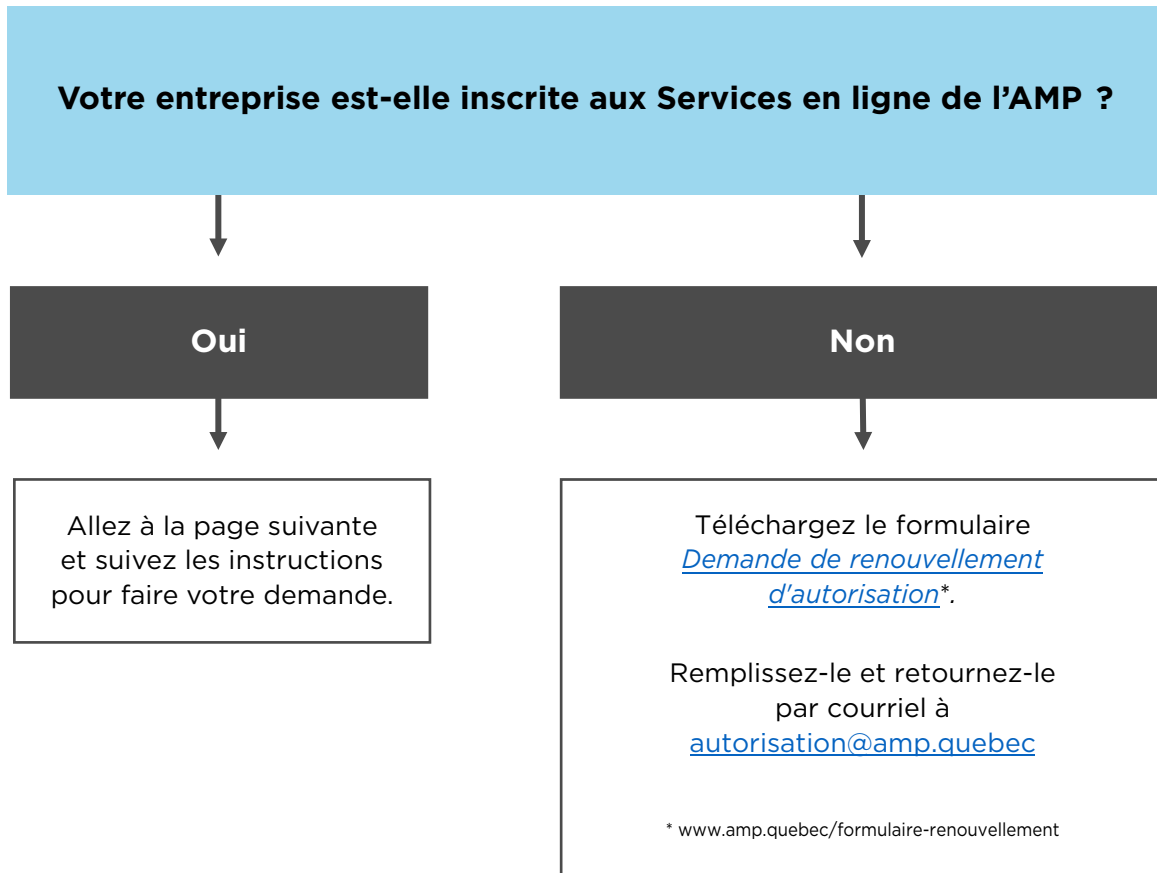 Votre entreprise est-elle inscrite aux Services en ligne de l'AMP ?
Oui
Non
Allez à la page suivante
et suivez les instructions
pour faire votre demande.
Téléchargez le formulaire
Demande de renouvellement
d'autorisation*.
Remplissez-le et retournez-le
par courriel à
autorisation@amp.quebec
* www.amp.quebec/formulaire-renouvellement